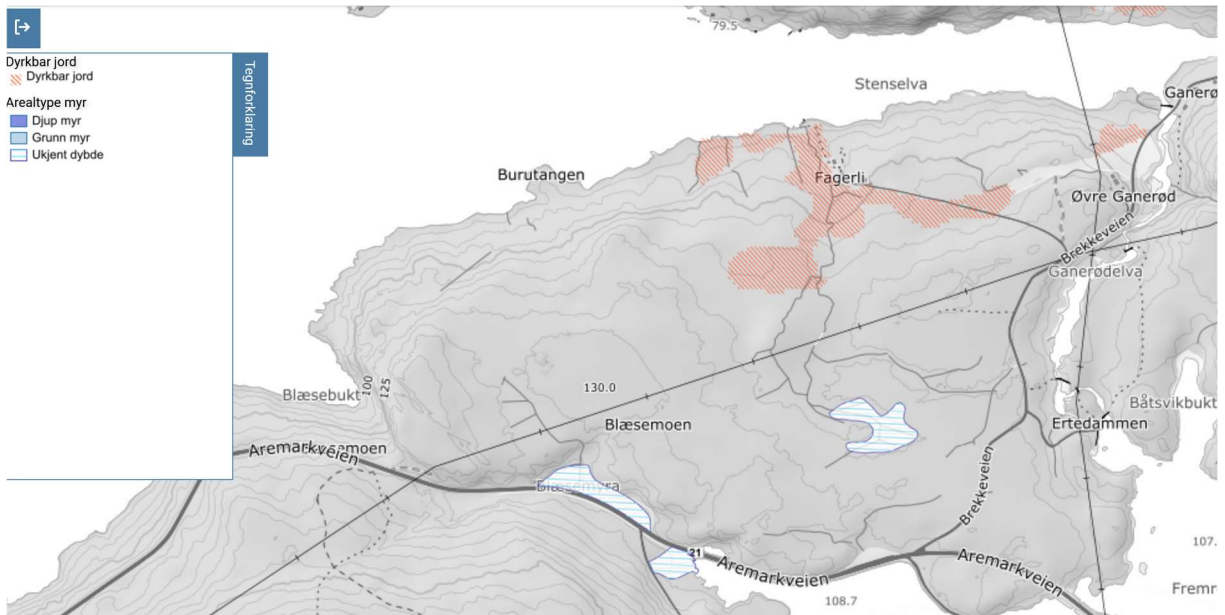 79.5
Dyrkbar jord
Dyrkbar jord
Tegnforklaring
Arealtype myr
Djup myr
Grunn myr
Ukjent dybde
Stenselva
Ganerø
Burutangen
Fagerli
Øvre Ganerød
Brekkeveien
Ganerødelva
100
125
130.0
Blæsebukt
Båtsvikbukt
Blæsemoen
Ertedammen
Aremarkveien
Blæsemyra
Brekkeveien
21
107.
Aremarkveien
Aremarkveien
108.7
Fremr